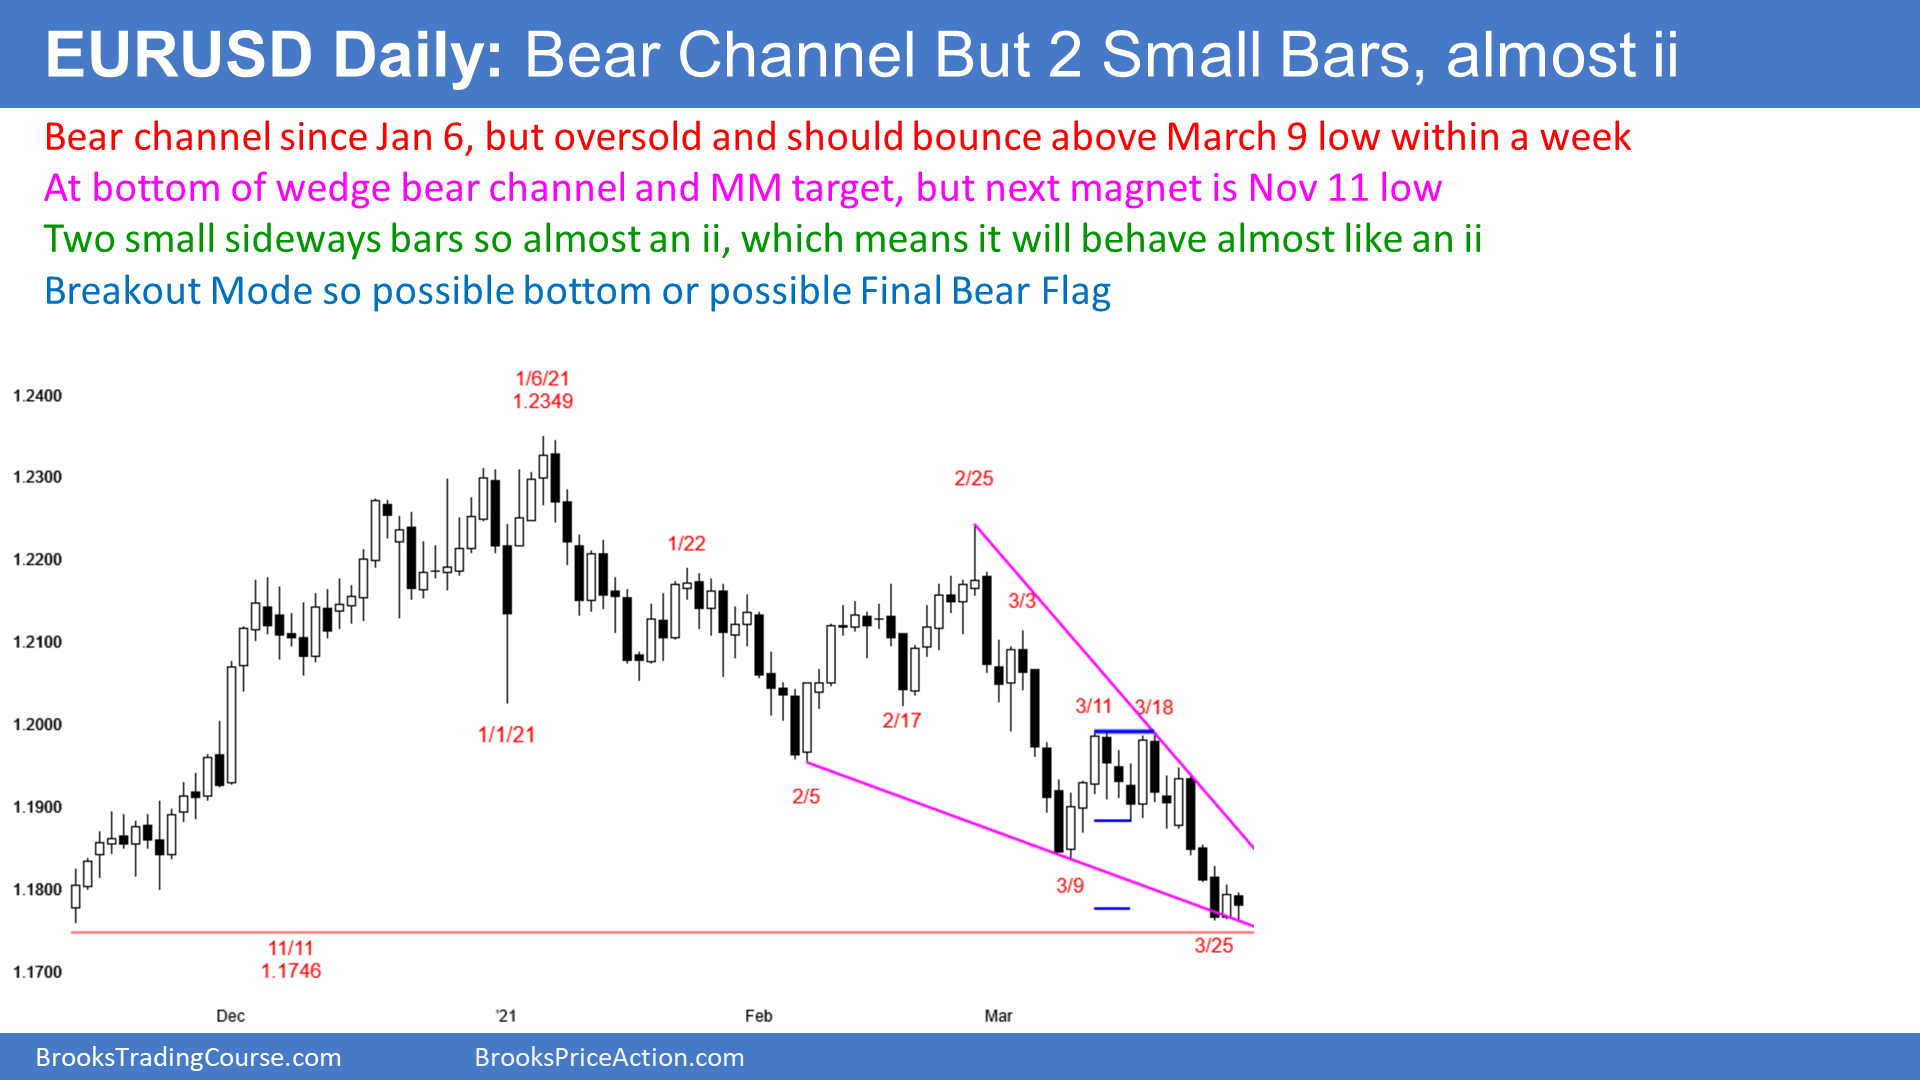 EURUSD Daily: Bear Channel But 2 Small Bars, almost ii
Bear channel since Jan 6, but oversold and should bounce above March 9 low within a week
At bottom of wedge bear channel and MM target, but next magnet is Nov 11 low
Two small sideways bars so almost an ii, which means it will behave almost like an ii
Breakout Mode so possible bottom or possible Final Bear Flag
1/6/21
1.2349
1.2400
1.2300
2/25
1/22
1.2200
3/3
1.2100
3/11
3/18
2/17
1.2000
1/1/21
2/5
1.1900
3/9
1.1800
3/25
11/11
1.1746
1.1700
Dec
'21
Feb
Mar
BrooksTradingCourse.com
BrooksPriceAction.com